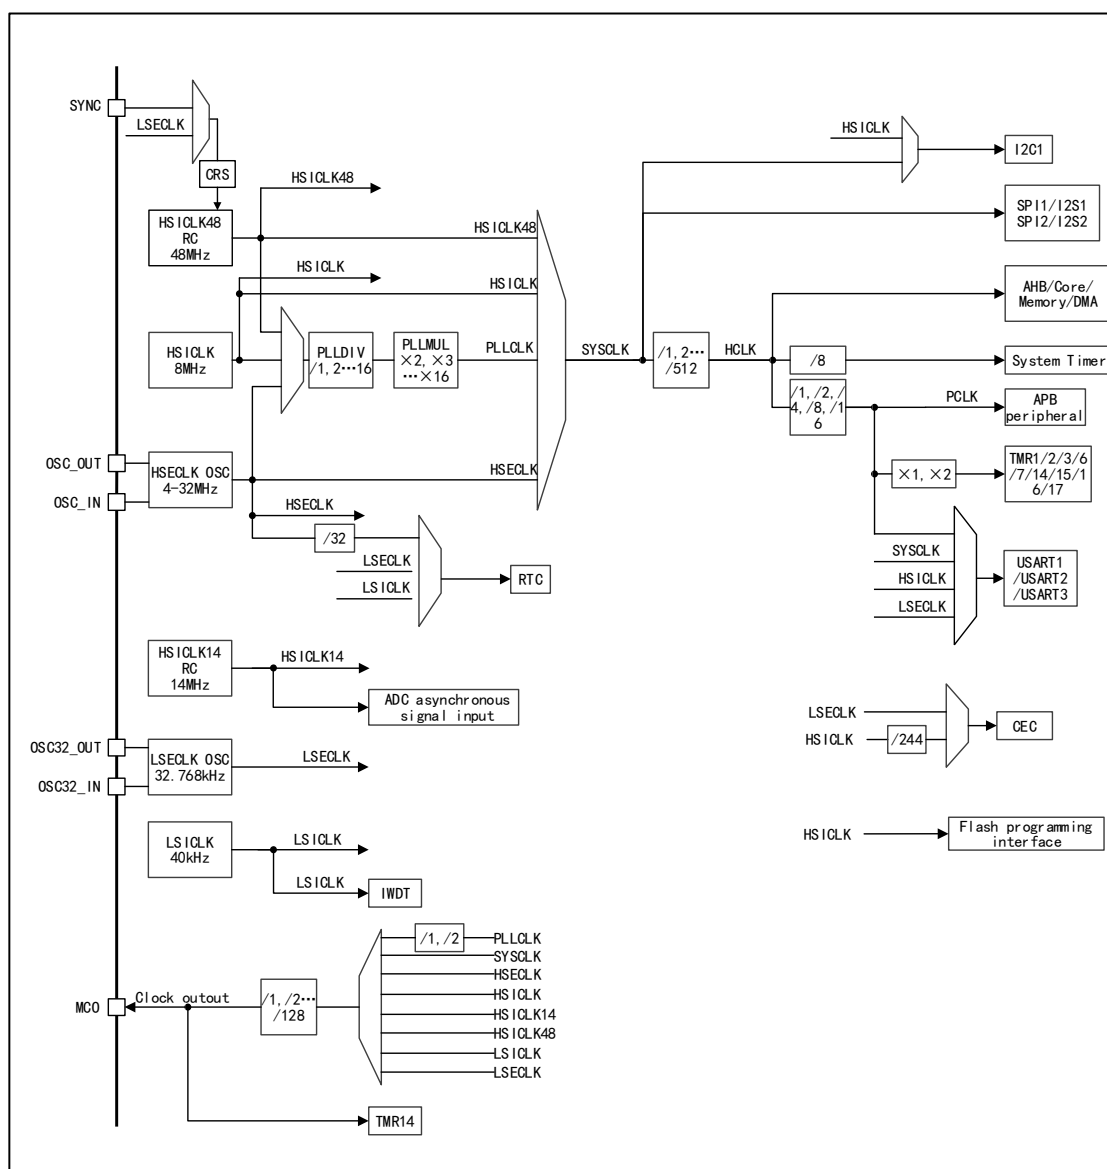 SYNC
LSECLK
CRS
HSICLK48
RC
48MHz
HSICLK48
HSICLK48
HSICLK
HSICLK
HSICLK
8MHz
PLLDIV
/1, 2⋯16
PLLMUL
×2, ×3
⋯×16
PLLCLK
OSC_OUT
OSC_IN
HSECLK OSC
4-32MHz
HSECLK
HSECLK
/32
LSECLK
LSICLK
RTC
SYSCLK
/1, 2⋯
/512
HCLK
HSICLK
I2C1
SPI1/I2S1
SPI2/I2S2
AHB/Core/
Memory/DMA
/8
System Timer
/1, /2, /
4, /8, /1
6
PCLK
APB
peripheral
×1, ×2
TMR1/2/3/6
/7/14/15/1
6/17
SYSCLK
HSICLK
LSECLK
USART1
/USART2
/USART3
HSICLK14
RC
14MHz
HSICLK14
ADC asynchronous
signal input
LSECLK
HSICLK
/244
CEC
OSC32_OUT
OSC32_IN
LSECLK OSC
32.768kHz
LSECLK
LSICLK
40kHz
LSICLK
LSICLK
IWDT
HSICLK
Flash programming
interface
MCO
Clock outout
/1, /2⋯
/128
/1, /2
PLLCLK
SYSCLK
HSECLK
HSICLK
HSICLK14
HSICLK48
LSICLK
LSECLK
TMR14